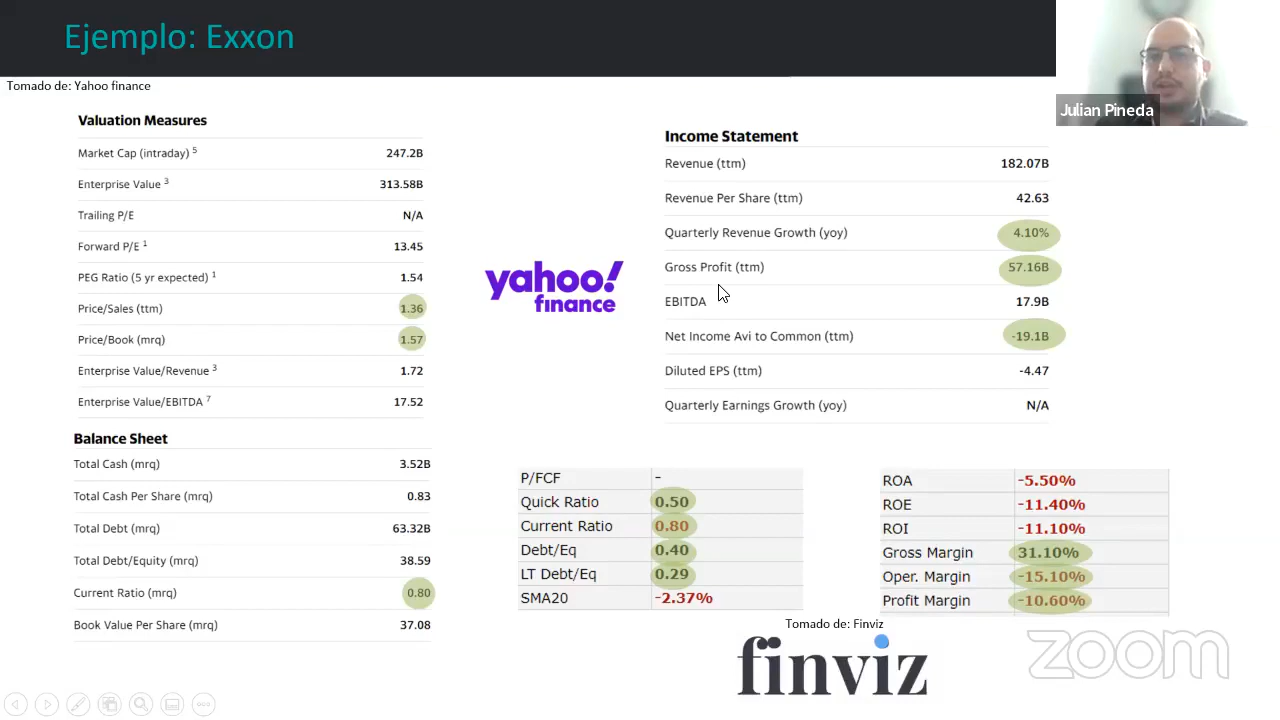 Ejemplo: Exxon
Julian Pineda
Tomado de: Yahoo finance
Valuation Measures
Market Cap (intraday) 5 247.2B
Enterprise Value 3 313.58B
Trailing P/E N/A
Forward P/E 1 13.45
PEG Ratio (5 yr expected) 1 1.54
Price/Sales (ttm) 1.36
Price/Book (mrq) 1.57
Enterprise Value/Revenue 3 1.72
Enterprise Value/EBITDA 7 17.52
Balance Sheet
Total Cash (mrq) 3.52B
Total Cash Per Share (mrq) 0.83
Total Debt (mrq) 63.32B
Total Debt/Equity (mrq) 38.59
Current Ratio (mrq) 0.80
Book Value Per Share (mrq) 37.08
yahoo!
finance
Income Statement
Revenue (ttm) 182.07B
Revenue Per Share (ttm) 42.63
Quarterly Revenue Growth (yoy) 4.10%
Gross Profit (ttm) 57.16B
EBITDA 17.9B
Net Income Avi to Common (ttm) -19.1B
Diluted EPS (ttm) -4.47
Quarterly Earnings Growth (yoy) N/A
P/FCF -
Quick Ratio 0.50
Current Ratio 0.80
Debt/Eq 0.40
LT Debt/Eq 0.29
SMA20 -2.37%
ROA -5.50%
ROE -11.40%
ROI -11.10%
Gross Margin 31.10%
Oper. Margin -15.10%
Profit Margin -10.60%
Tomado de: Finviz
finviz
zoom